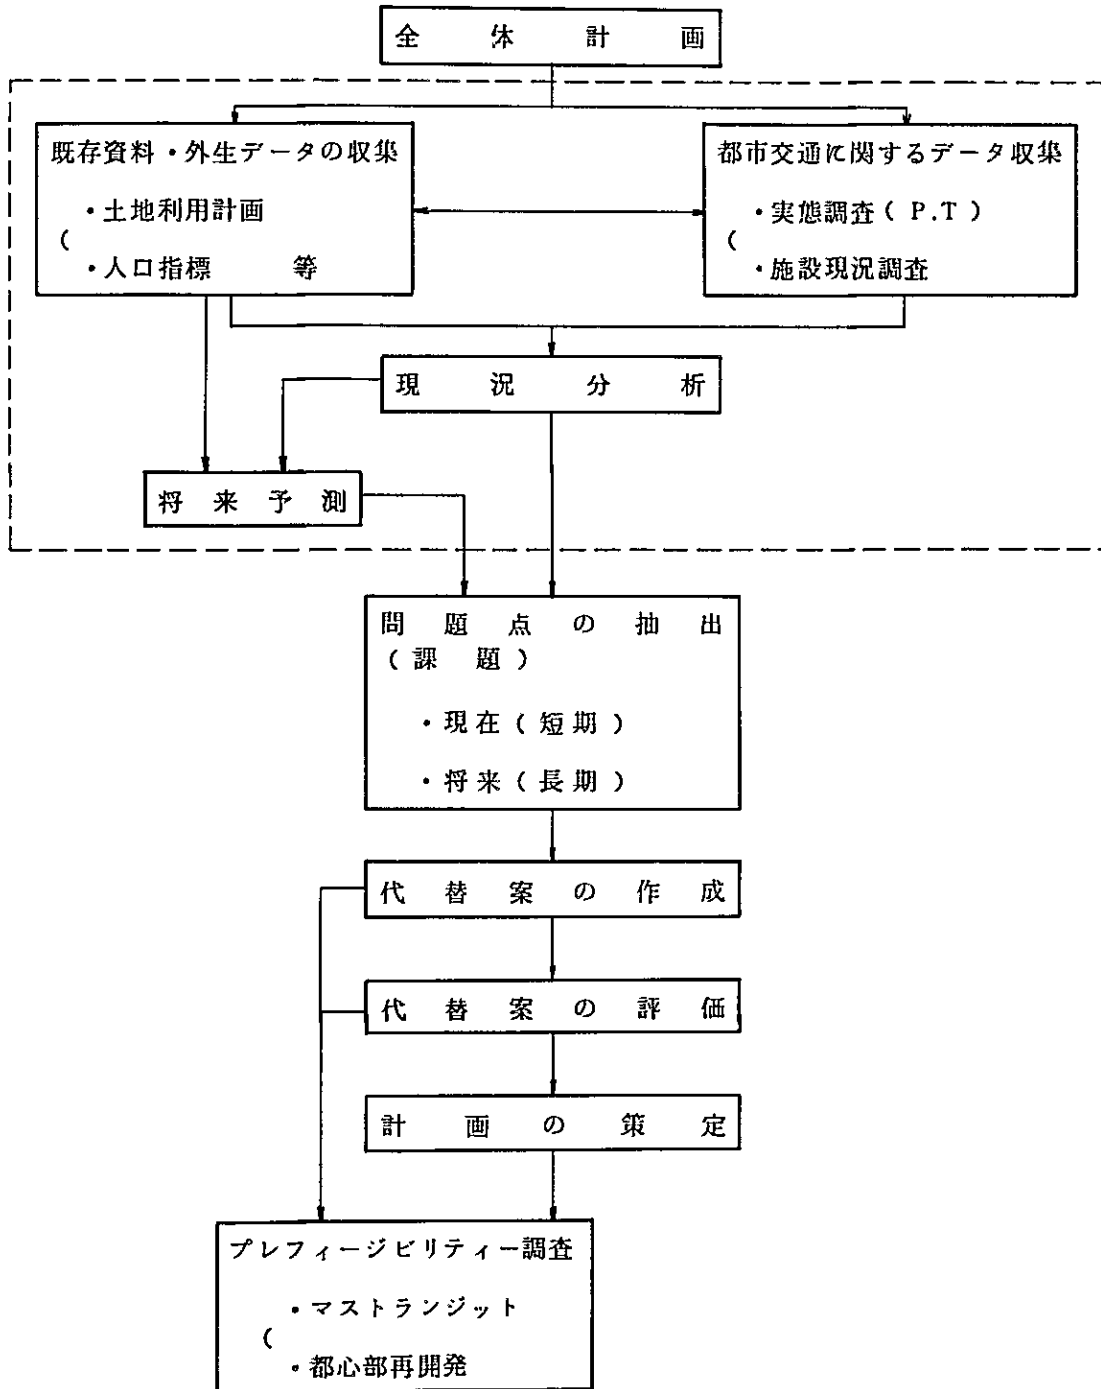 全体計画
既存資料・外生データの収集
・土地利用計画
(
・人口指標 等
都市交通に関するデータ収集
・実態調査(P.T)
(
・施設現況調査
現況分析
将来予測
問題点の抽出
(課題)
・現在(短期)
・将来(長期)
代替案の作成
代替案の評価
計画の策定
プレフィージビリティー調査
・マストランジット
(
・都心部再開発